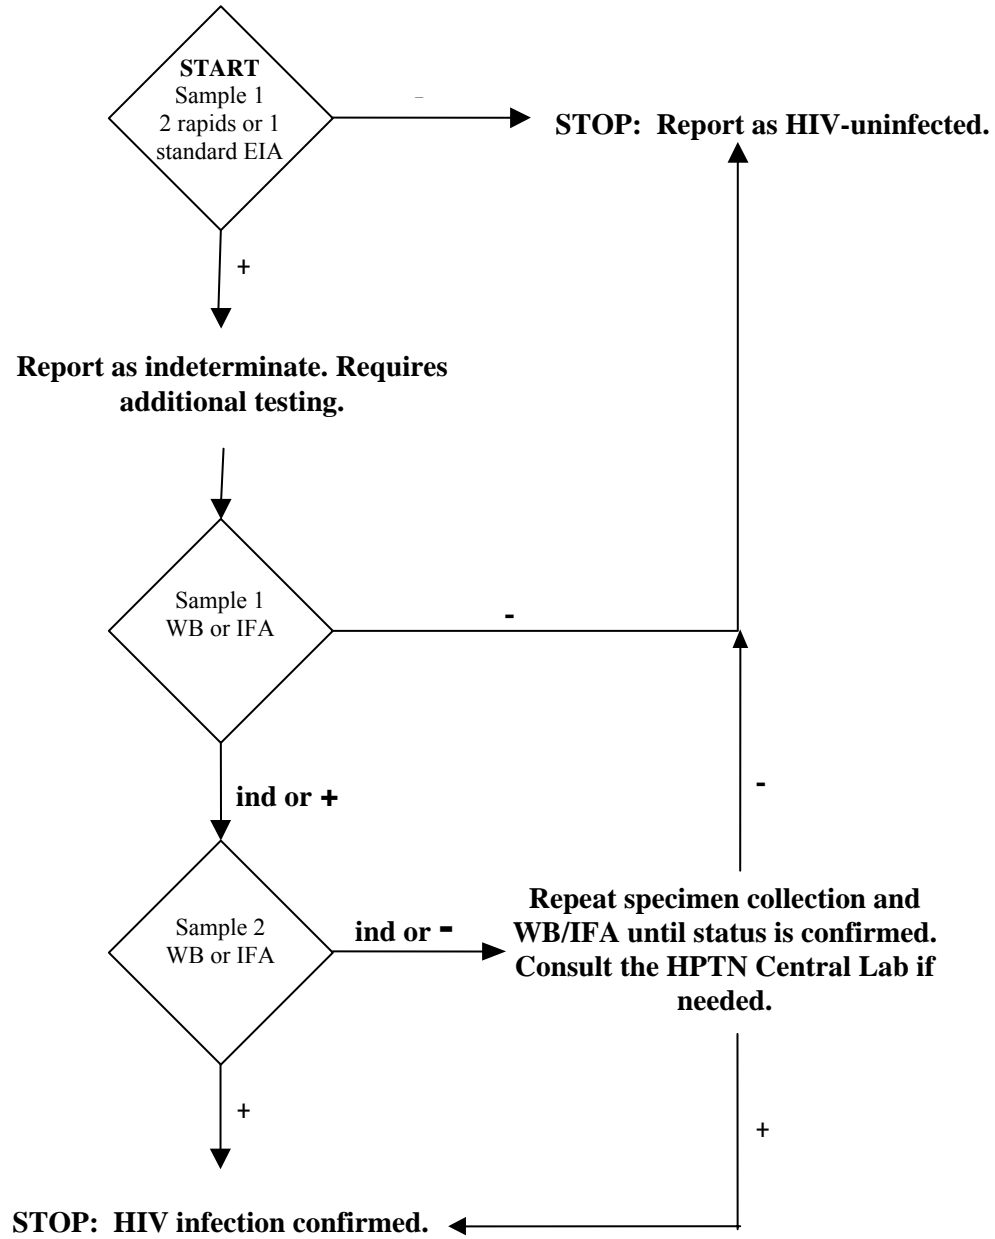 START
Sample 1
2 rapids or 1
standard EIA
–
STOP: Report as HIV-uninfected.
+
Report as indeterminate. Requires
additional testing.
Sample 1
WB or IFA
-
ind or +
-
Sample 2
WB or IFA
ind or -
Repeat specimen collection and
WB/IFA until status is confirmed.
Consult the HPTN Central Lab if
needed.
+
+
STOP: HIV infection confirmed.